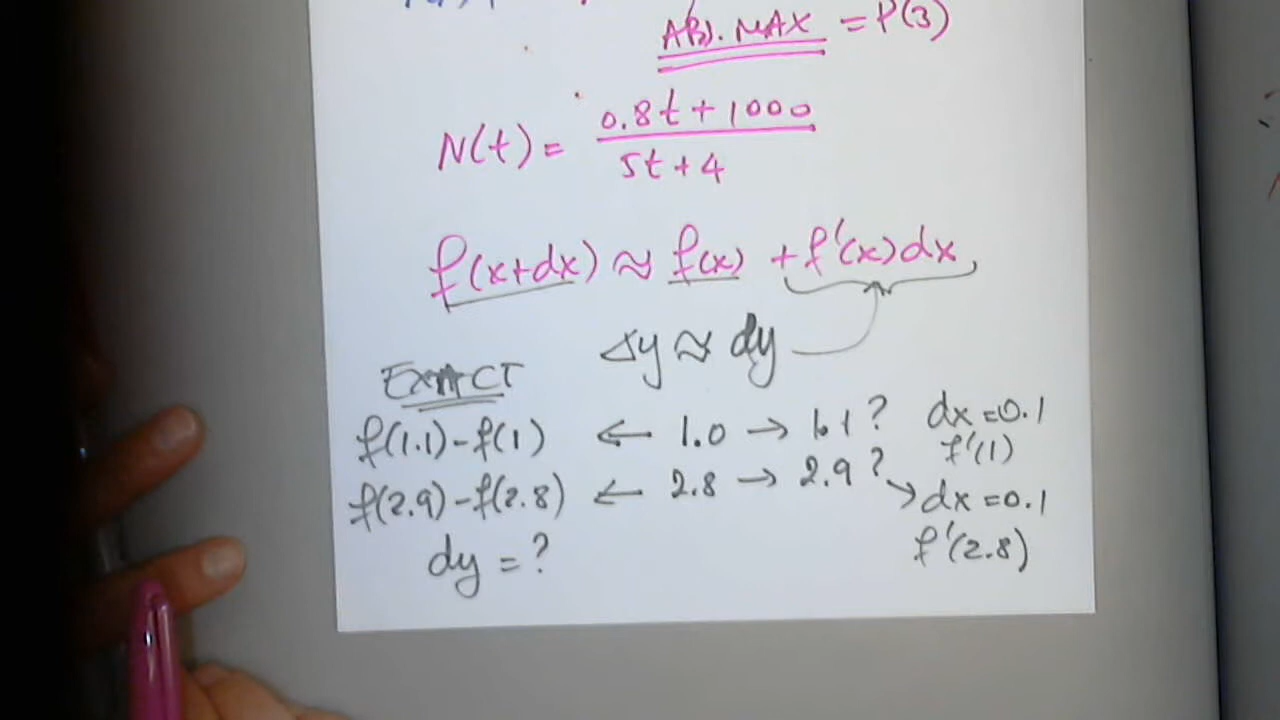 ABS. MAX = P(3)
N(t) = 0.8t + 1000 / 5t + 4
f(x+dx) ≈ f(x) + f'(x)dx
Δy ≈ dy
EXACT
f(1.1)-f(1) ← 1.0 → 1.1 ? dx = 0.1
f'(1)
f(2.9)-f(2.8) ← 2.8 → 2.9 ? → dx = 0.1
dy = ? f'(2.8)